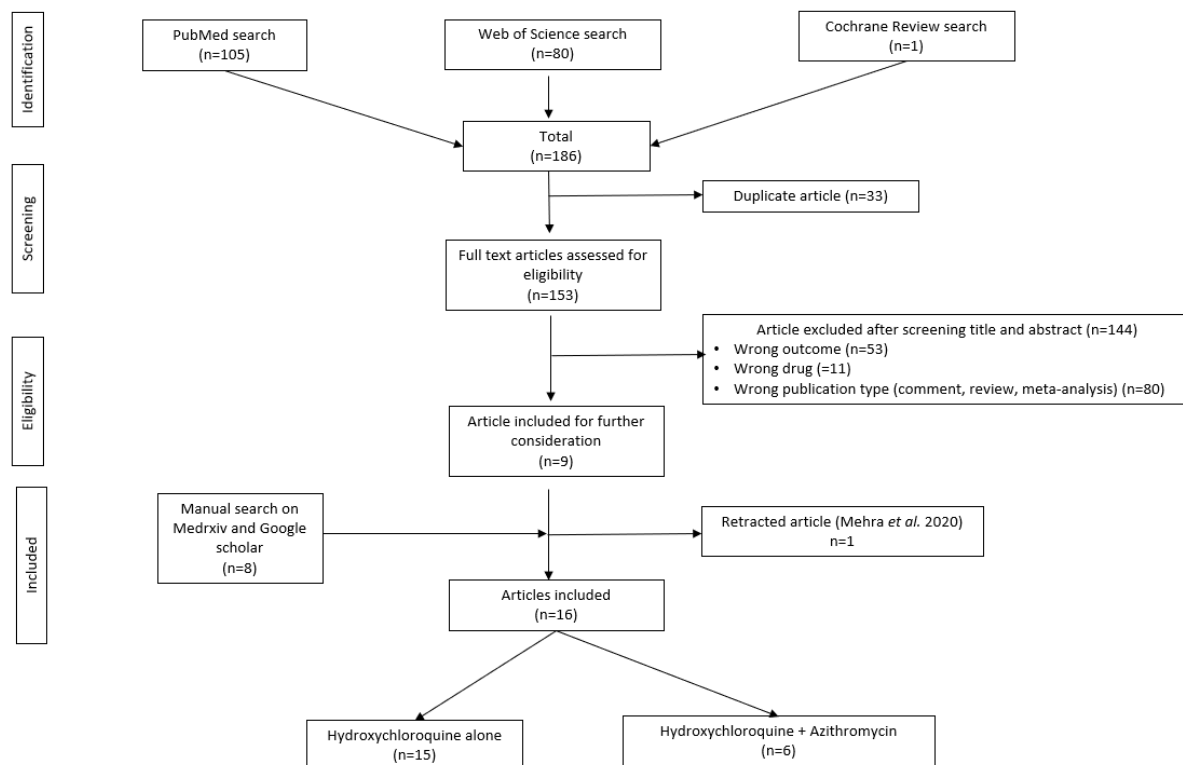 Identification
PubMed search
(n=105)
Web of Science search
(n=80)
Cochrane Review search
(n=1)
Total
(n=186)
Screening
Duplicate article (n=33)
Full text articles assessed for
eligibility
(n=153)
Eligibility
Article excluded after screening title and abstract (n=144)
• Wrong outcome (n=53)
• Wrong drug (=11)
• Wrong publication type (comment, review, meta-analysis) (n=80)
Article included for further
consideration
(n=9)
Included
Manual search on
Medrxiv and Google
scholar
(n=8)
Retracted article (Mehra et al. 2020)
n=1
Articles included
(n=16)
Hydroxychloroquine alone
(n=15)
Hydroxychloroquine + Azithromycin
(n=6)